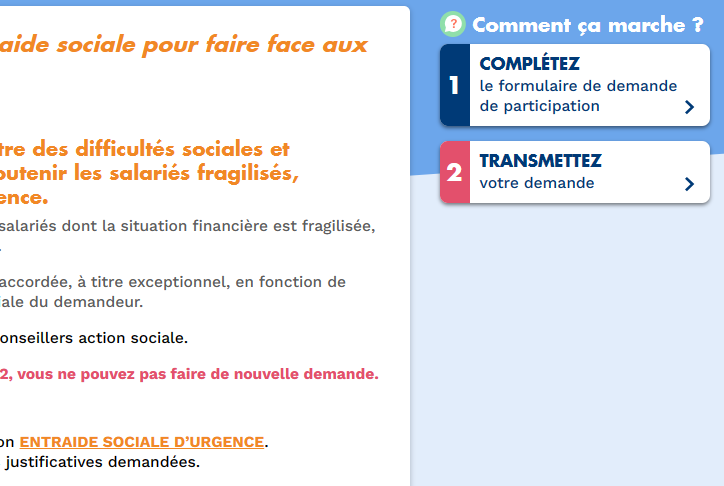 aide sociale pour faire face aux
tre des difficultés sociales et
outenir les salariés fragilisés,
ence.
salariés dont la situation financière est fragilisée,
.
accordée, à titre exceptionnel, en fonction de
iale du demandeur.
onseillers action sociale.
2, vous ne pouvez pas faire de nouvelle demande.
on ENTRAIDE SOCIALE D'URGENCE.
justificatives demandées.
? Comment ça marche ?
1 COMPLÉTEZ
le formulaire de demande
de participation
2 TRANSMETTEZ
votre demande